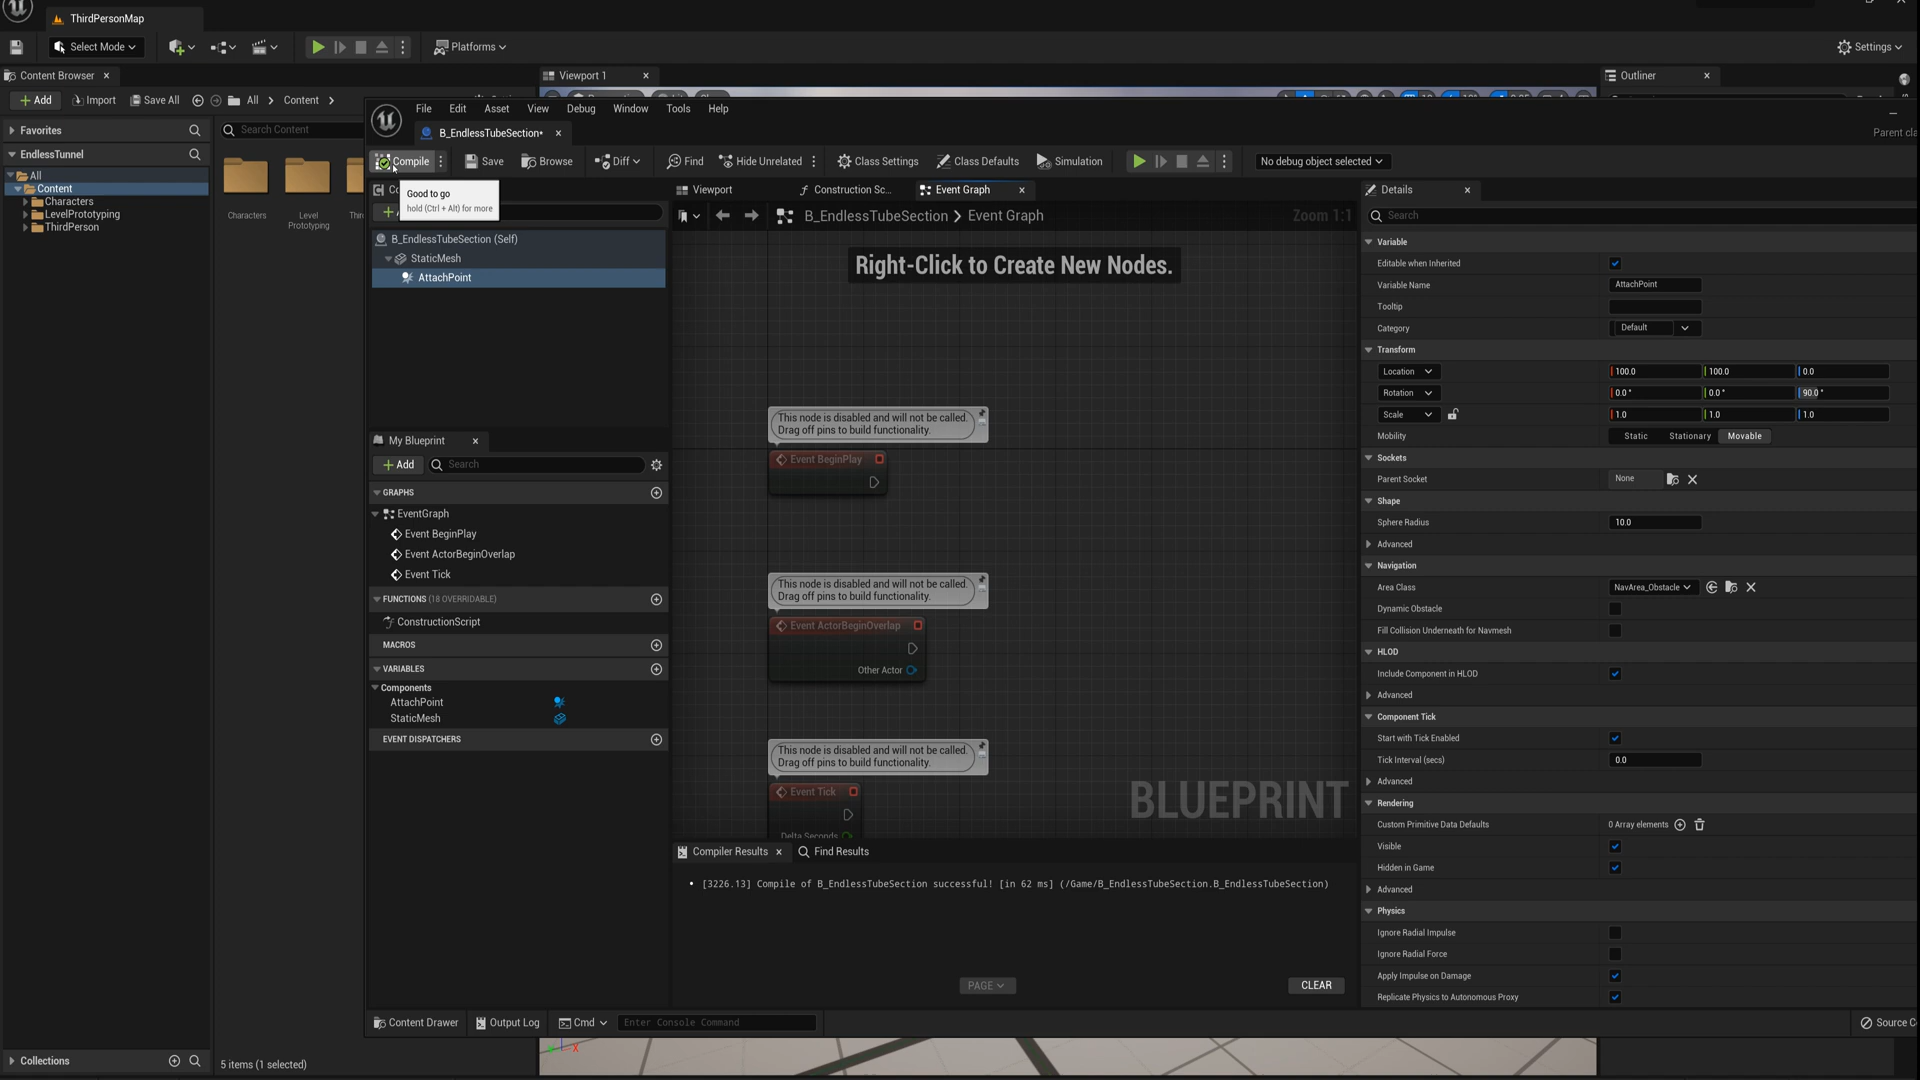 ThirdPersonMap
Select Mode
Platforms
Settings
Content Browser
Viewport 1
Outliner
Add
Import
Save All
All
Content
File
Edit
Asset
View
Debug
Window
Tools
Help
Favorites
Search Content
B_EndlessTubeSection*
Parent cla
EndlessTunnel
Compile
Save
Browse
Diff
Find
Hide Unrelated
Class Settings
Class Defaults
Simulation
No debug object selected
All
Content
Characters
LevelPrototyping
ThirdPerson
Characters
Level
Prototyping
Thir
Good to go
hold (Ctrl + Alt) for more
Viewport
Construction Sc...
Event Graph
Details
B_EndlessTubeSection > Event Graph
Zoom 1:1
Search
B_EndlessTubeSection (Self)
StaticMesh
AttachPoint
Right-Click to Create New Nodes.
Variable
Editable when Inherited
Variable Name
AttachPoint
Tooltip
Category
Default
Transform
Location
100.0
100.0
0.0
Rotation
0.0 °
0.0 °
90.0 °
Scale
1.0
1.0
1.0
Mobility
Static
Stationary
Movable
Sockets
Parent Socket
None
Shape
Sphere Radius
10.0
Advanced
Navigation
Area Class
NavArea_Obstacle
Dynamic Obstacle
Fill Collision Underneath for Navmesh
HLOD
Include Component in HLOD
Advanced
Component Tick
Start with Tick Enabled
Tick Interval (secs)
0.0
Advanced
Rendering
Custom Primitive Data Defaults
0 Array elements
Visible
Hidden in Game
Advanced
Physics
Ignore Radial Impulse
Ignore Radial Force
Apply Impulse on Damage
Replicate Physics to Autonomous Proxy
This node is disabled and will not be called.
Drag off pins to build functionality.
Event BeginPlay
This node is disabled and will not be called.
Drag off pins to build functionality.
Event ActorBeginOverlap
Other Actor
This node is disabled and will not be called.
Drag off pins to build functionality.
Event Tick
Delta Seconds
BLUEPRINT
My Blueprint
Add
Search
GRAPHS
EventGraph
Event BeginPlay
Event ActorBeginOverlap
Event Tick
FUNCTIONS (18 OVERRIDABLE)
ConstructionScript
MACROS
VARIABLES
Components
AttachPoint
StaticMesh
EVENT DISPATCHERS
Compiler Results
Find Results
[3226.13] Compile of B_EndlessTubeSection successful! [in 62 ms] (/Game/B_EndlessTubeSection.B_EndlessTubeSection)
PAGE
CLEAR
Content Drawer
Output Log
Cmd
Enter Console Command
Source C
Collections
5 items (1 selected)
X